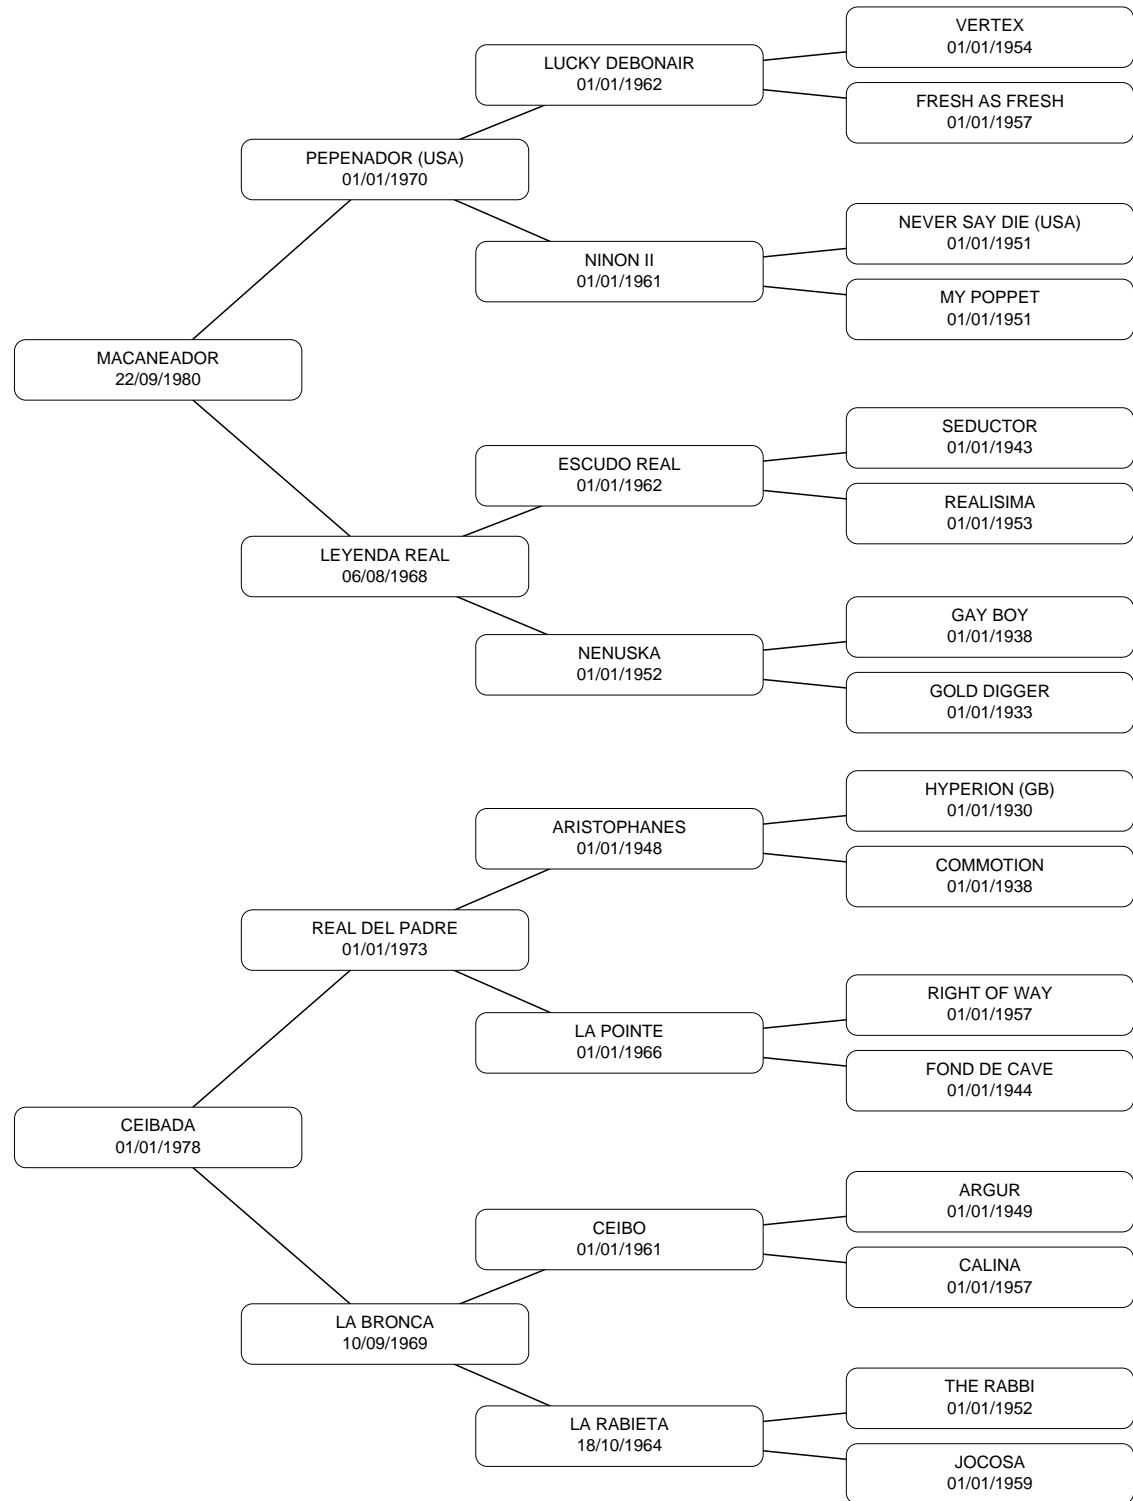 VERTEX
01/01/1954
LUCKY DEBONAIR
01/01/1962
FRESH AS FRESH
01/01/1957
PEPENADOR (USA)
01/01/1970
NEVER SAY DIE (USA)
01/01/1951
NINON II
01/01/1961
MY POPPET
01/01/1951
MACANEADOR
22/09/1980
SEDUCTOR
01/01/1943
ESCUDO REAL
01/01/1962
REALISIMA
01/01/1953
LEYENDA REAL
06/08/1968
GAY BOY
01/01/1938
NENUSKA
01/01/1952
GOLD DIGGER
01/01/1933
HYPERION (GB)
01/01/1930
ARISTOPHANES
01/01/1948
COMMOTION
01/01/1938
REAL DEL PADRE
01/01/1973
RIGHT OF WAY
01/01/1957
LA POINTE
01/01/1966
FOND DE CAVE
01/01/1944
CEIBADA
01/01/1978
ARGUR
01/01/1949
CEIBO
01/01/1961
CALINA
01/01/1957
LA BRONCA
10/09/1969
THE RABBI
01/01/1952
LA RABIETA
18/10/1964
JOCOSA
01/01/1959